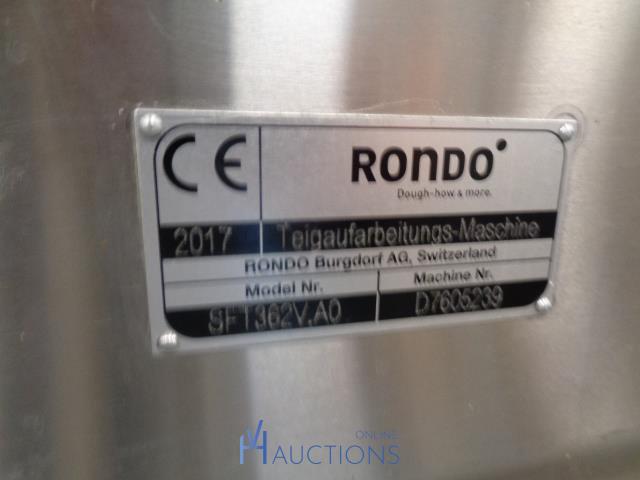 CE
RONDO
Dough-how & more.
2017 Teigaufarbeitungs-Maschine
RONDO Burgdorf AG, Switzerland
Model Nr. Machine Nr.
SFT362V.A0 D7605239
H4 ONLINE
AUCTIONS